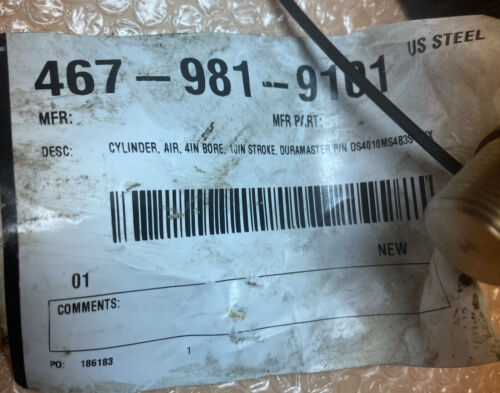 US STEEL
467-981-9101
MFR: MFR PART:
DESC: CYLINDER, AIR, 4IN BORE, 10IN STROKE, DURAMASTER P/N
NEW
01
COMMENTS:
PO: 186183 1